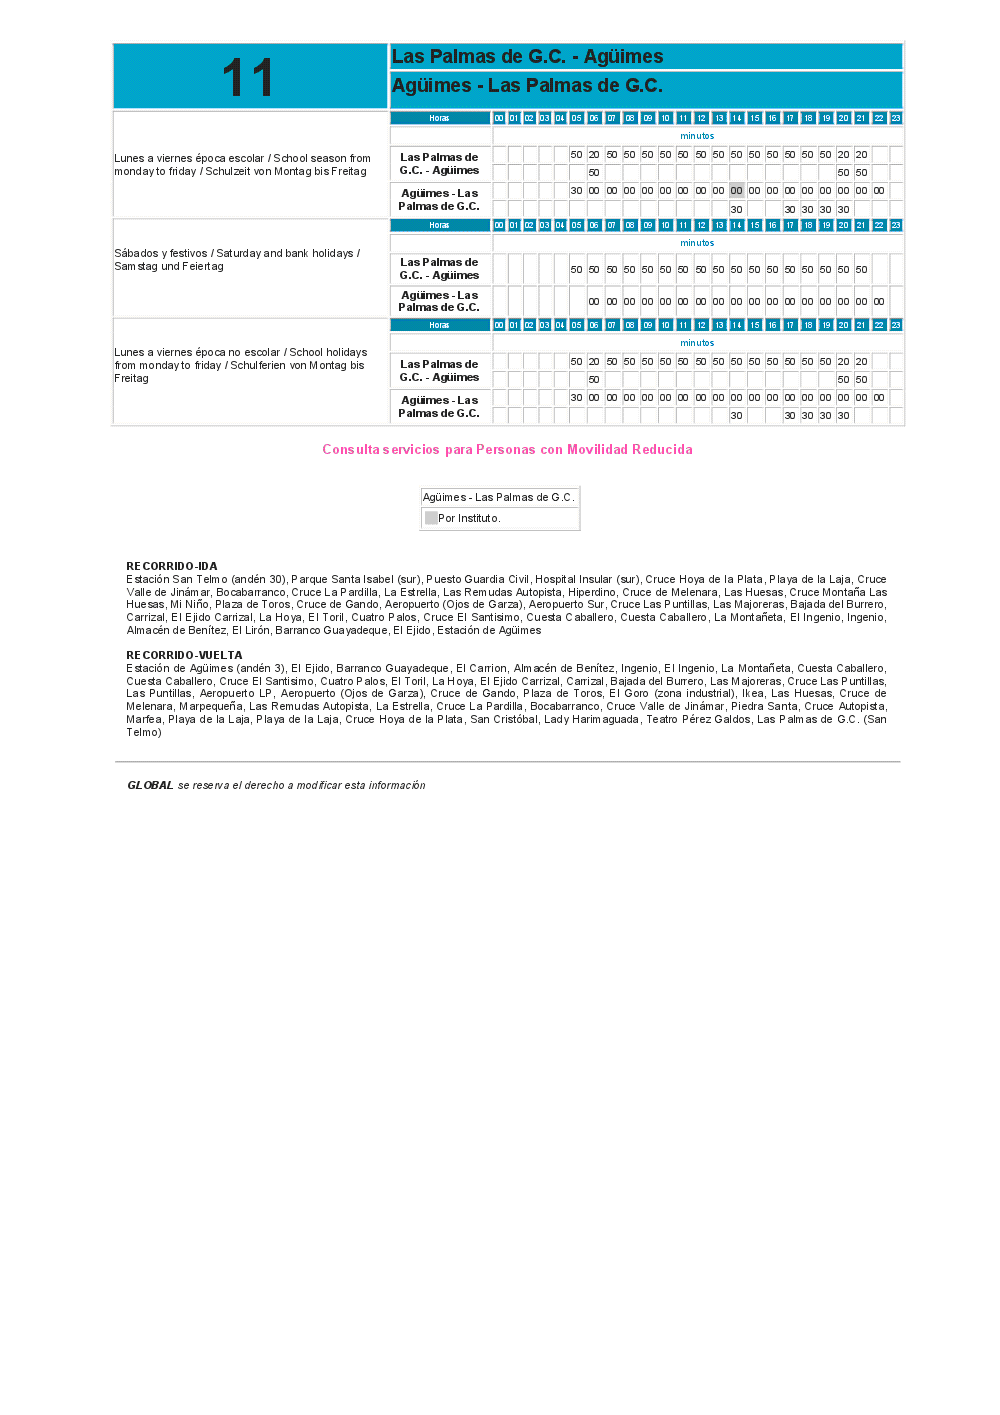 11
Las Palmas de G.C. - Agüimes
Agüimes - Las Palmas de G.C.
Lunes a viernes época escolar / School season from
monday to friday / Schulzeit von Montag bis Freitag
Horas 00 01 02 03 04 05 06 07 08 09 10 11 12 13 14 15 16 17 18 19 20 21 22 23
minutos
Las Palmas de
G.C. - Agüimes
50 20 50 50 50 50 50 50 50 50 50 50 50 50 50 20 20
50 50 50
Agüimes - Las
Palmas de G.C.
30 00 00 00 00 00 00 00 00 00 00 00 00 00 00 00 00 00
30 30 30 30 30
Sábados y festivos / Saturday and bank holidays /
Samstag und Feiertag
Horas 00 01 02 03 04 05 06 07 08 09 10 11 12 13 14 15 16 17 18 19 20 21 22 23
minutos
Las Palmas de
G.C. - Agüimes
50 50 50 50 50 50 50 50 50 50 50 50 50 50 50 50 50
Agüimes - Las
Palmas de G.C.
00 00 00 00 00 00 00 00 00 00 00 00 00 00 00 00 00
Lunes a viernes época no escolar / School holidays
from monday to friday / Schulferien von Montag bis
Freitag
Horas 00 01 02 03 04 05 06 07 08 09 10 11 12 13 14 15 16 17 18 19 20 21 22 23
minutos
Las Palmas de
G.C. - Agüimes
50 20 50 50 50 50 50 50 50 50 50 50 50 50 50 20 20
50 50 50
Agüimes - Las
Palmas de G.C.
30 00 00 00 00 00 00 00 00 00 00 00 00 00 00 00 00 00
30 30 30 30 30
Consulta servicios para Personas con Movilidad Reducida
Agüimes - Las Palmas de G.C.
Por Instituto.
RECORRIDO-IDA
Estación San Telmo (andén 30), Parque Santa Isabel (sur), Puesto Guardia Civil, Hospital Insular (sur), Cruce Hoya de la Plata, Playa de la Laja, Cruce
Valle de Jinámar, Bocabarranco, Cruce La Pardilla, La Estrella, Las Remudas Autopista, Hiperdino, Cruce de Melenara, Las Huesas, Cruce Montaña Las
Huesas, Mi Niño, Plaza de Toros, Cruce de Gando, Aeropuerto (Ojos de Garza), Aeropuerto Sur, Cruce Las Puntillas, Las Majoreras, Bajada del Burrero,
Carrizal, El Ejido Carrizal, La Hoya, El Toril, Cuatro Palos, Cruce El Santisimo, Cuesta Caballero, Cuesta Caballero, La Montañeta, El Ingenio, Ingenio,
Almacén de Benítez, El Lirón, Barranco Guayadeque, El Ejido, Estación de Agüimes
RECORRIDO-VUELTA
Estación de Agüimes (andén 3), El Ejido, Barranco Guayadeque, El Carrion, Almacén de Benítez, Ingenio, El Ingenio, La Montañeta, Cuesta Caballero,
Cuesta Caballero, Cruce El Santisimo, Cuatro Palos, El Toril, La Hoya, El Ejido Carrizal, Carrizal, Bajada del Burrero, Las Majoreras, Cruce Las Puntillas,
Las Puntillas, Aeropuerto LP, Aeropuerto (Ojos de Garza), Cruce de Gando, Plaza de Toros, El Goro (zona industrial), Ikea, Las Huesas, Cruce de
Melenara, Marpequeña, Las Remudas Autopista, La Estrella, Cruce La Pardilla, Bocabarranco, Cruce Valle de Jinámar, Piedra Santa, Cruce Autopista,
Marfea, Playa de la Laja, Playa de la Laja, Cruce Hoya de la Plata, San Cristóbal, Lady Harimaguada, Teatro Pérez Galdos, Las Palmas de G.C. (San
Telmo)
GLOBAL se reserva el derecho a modificar esta información